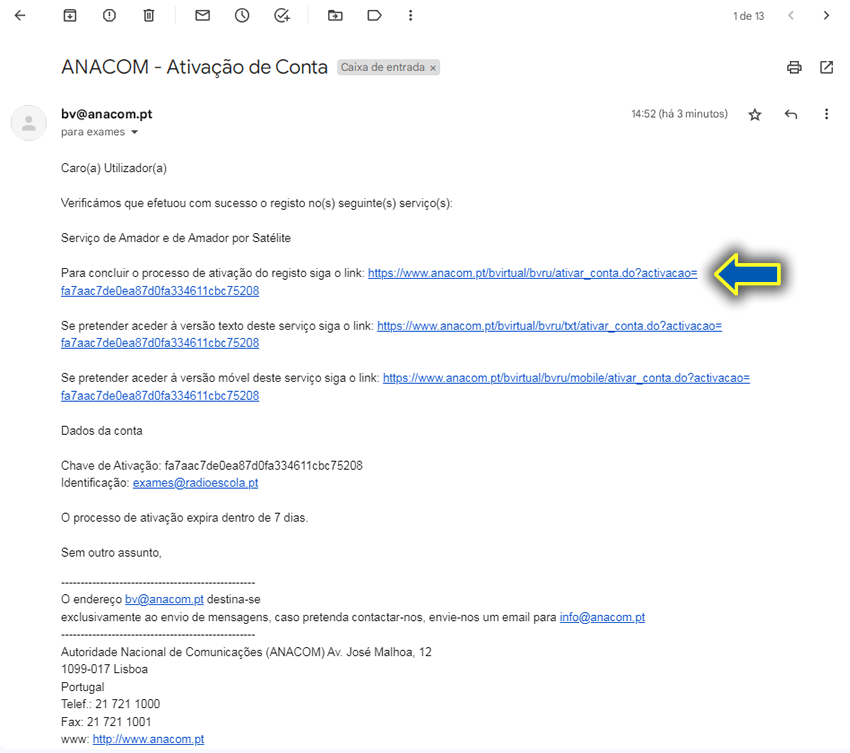 1 de 13
ANACOM - Ativação de Conta Caixa de entrada ×
bv@anacom.pt 14:52 (há 3 minutos)
para exames
Caro(a) Utilizador(a)
Verificámos que efetuou com sucesso o registo no(s) seguinte(s) serviço(s):
Serviço de Amador e de Amador por Satélite
Para concluir o processo de ativação do registo siga o link: https://www.anacom.pt/bvirtual/bvru/ativar_conta.do?activacao=
fa7aac7de0ea87d0fa334611cbc75208
Se pretender aceder à versão texto deste serviço siga o link: https://www.anacom.pt/bvirtual/bvru/txt/ativar_conta.do?activacao=
fa7aac7de0ea87d0fa334611cbc75208
Se pretender aceder à versão móvel deste serviço siga o link: https://www.anacom.pt/bvirtual/bvru/mobile/ativar_conta.do?activacao=
fa7aac7de0ea87d0fa334611cbc75208
Dados da conta
Chave de Ativação: fa7aac7de0ea87d0fa334611cbc75208
Identificação: exames@radioescola.pt
O processo de ativação expira dentro de 7 dias.
Sem outro assunto,
--------------------------------------------------
O endereço bv@anacom.pt destina-se
exclusivamente ao envio de mensagens, caso pretenda contactar-nos, envie-nos um email para info@anacom.pt
--------------------------------------------------
Autoridade Nacional de Comunicações (ANACOM) Av. José Malhoa, 12
1099-017 Lisboa
Portugal
Telef.: 21 721 1000
Fax: 21 721 1001
www: http://www.anacom.pt